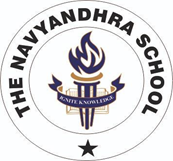 THE NAVYANDHRA SCHOOL
IGNITE KNOWLEDGE